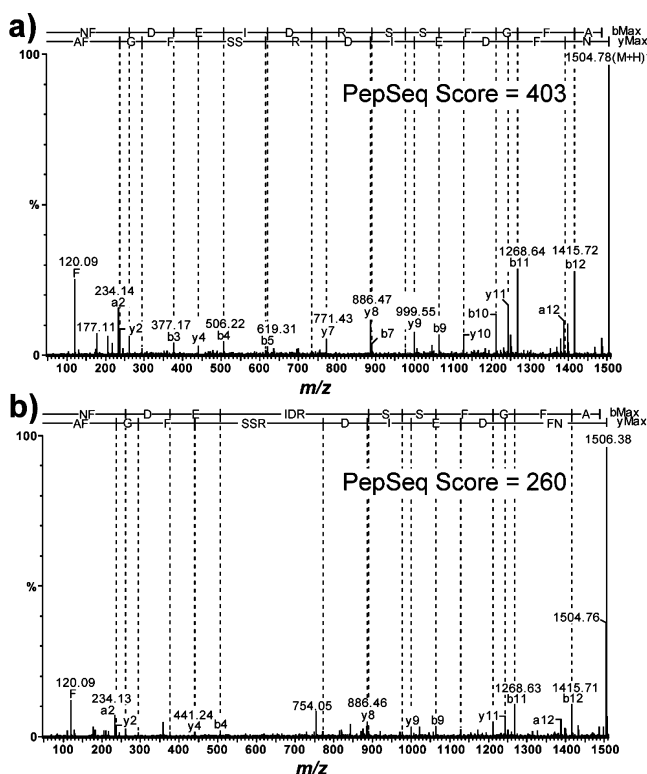 a)
NF D E I D R S S F G F A bMax
AF G F SS R D I E D F N yMax
100
1504.78(M+H)
PepSeq Score = 403
%
120.09
F
234.14
a2
177.11
y2
377.17
b3
y4
506.22
b4
619.31
b5
771.43
y7
886.47
y8
b7
999.55
y9
b9
y10
b10
y11
1268.64
b11
a12
1415.72
b12
0
100 200 300 400 500 600 700 800 900 1000 1100 1200 1300 1400 1500
m/z
b)
NF D E IDR S S F G F A bMax
AF G F SSR D I E D FN yMax
100
1506.38
PepSeq Score = 260
%
1504.76
120.09
F
234.13
a2
y2
441.24
y4
b4
754.05
886.46
y8
y9
b9
y11
1268.63
b11
a12
1415.71
b12
0
100 200 300 400 500 600 700 800 900 1000 1100 1200 1300 1400 1500
m/z